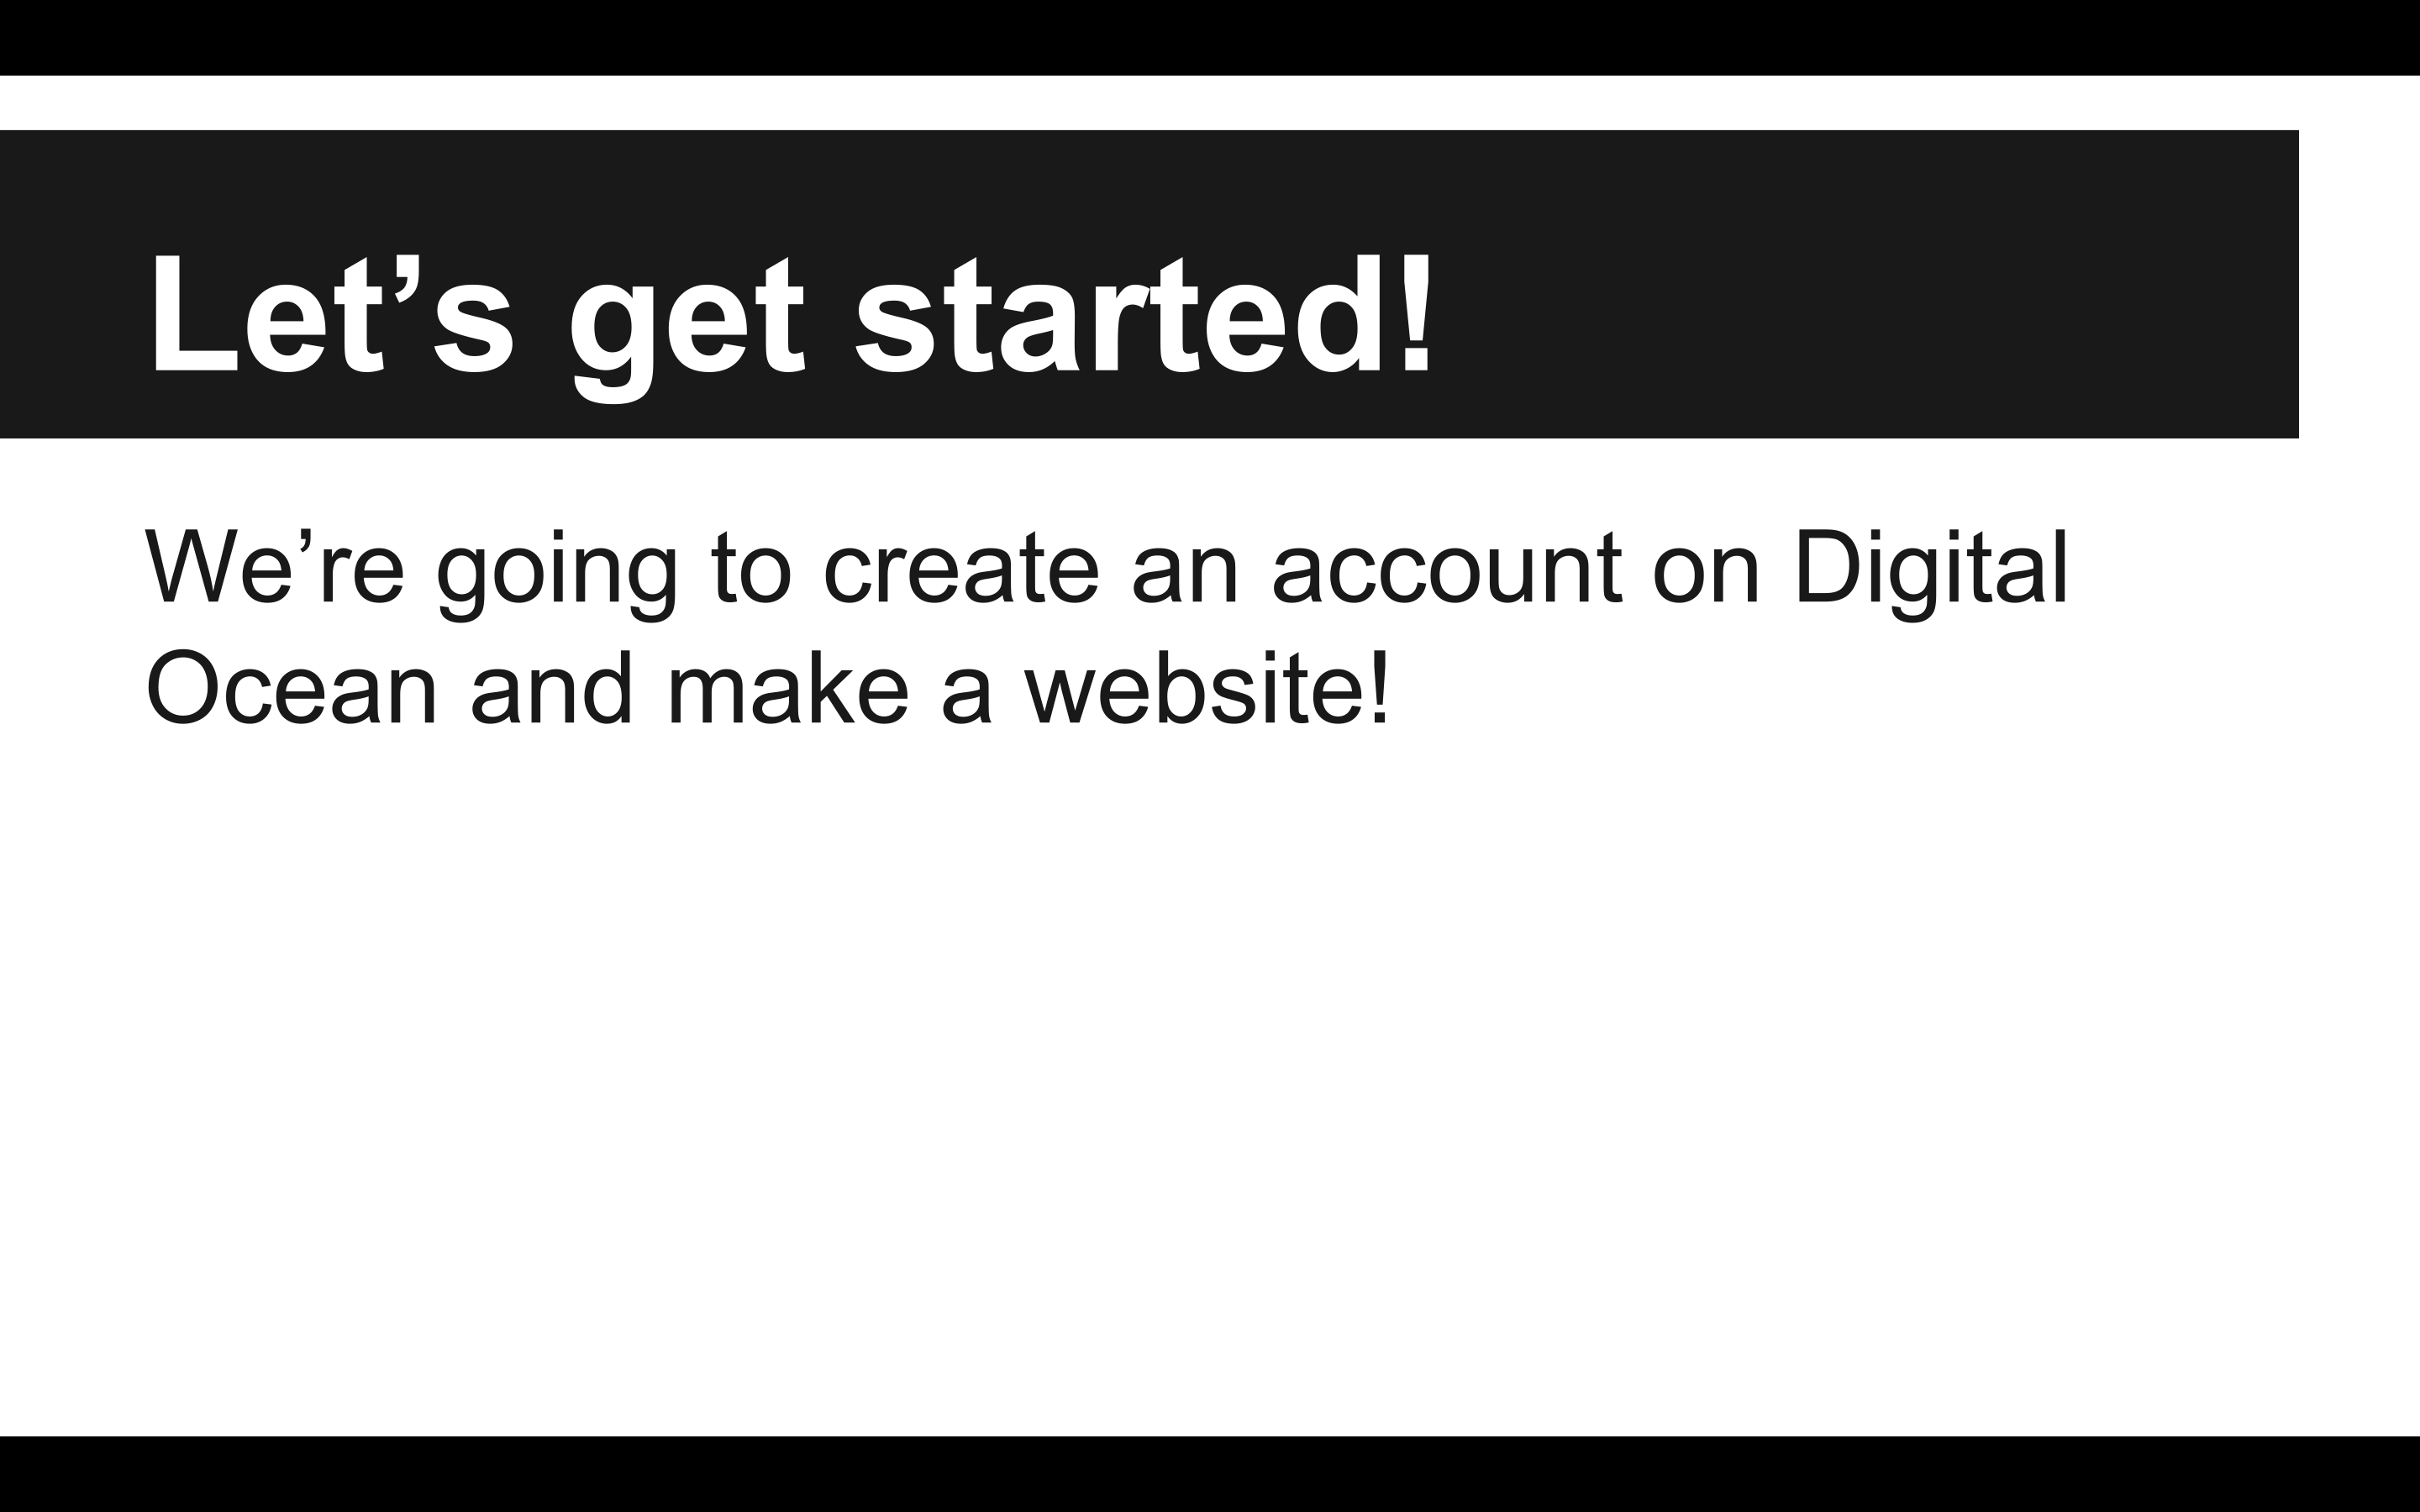 Let’s get started!
We’re going to create an account on Digital
Ocean and make a website!